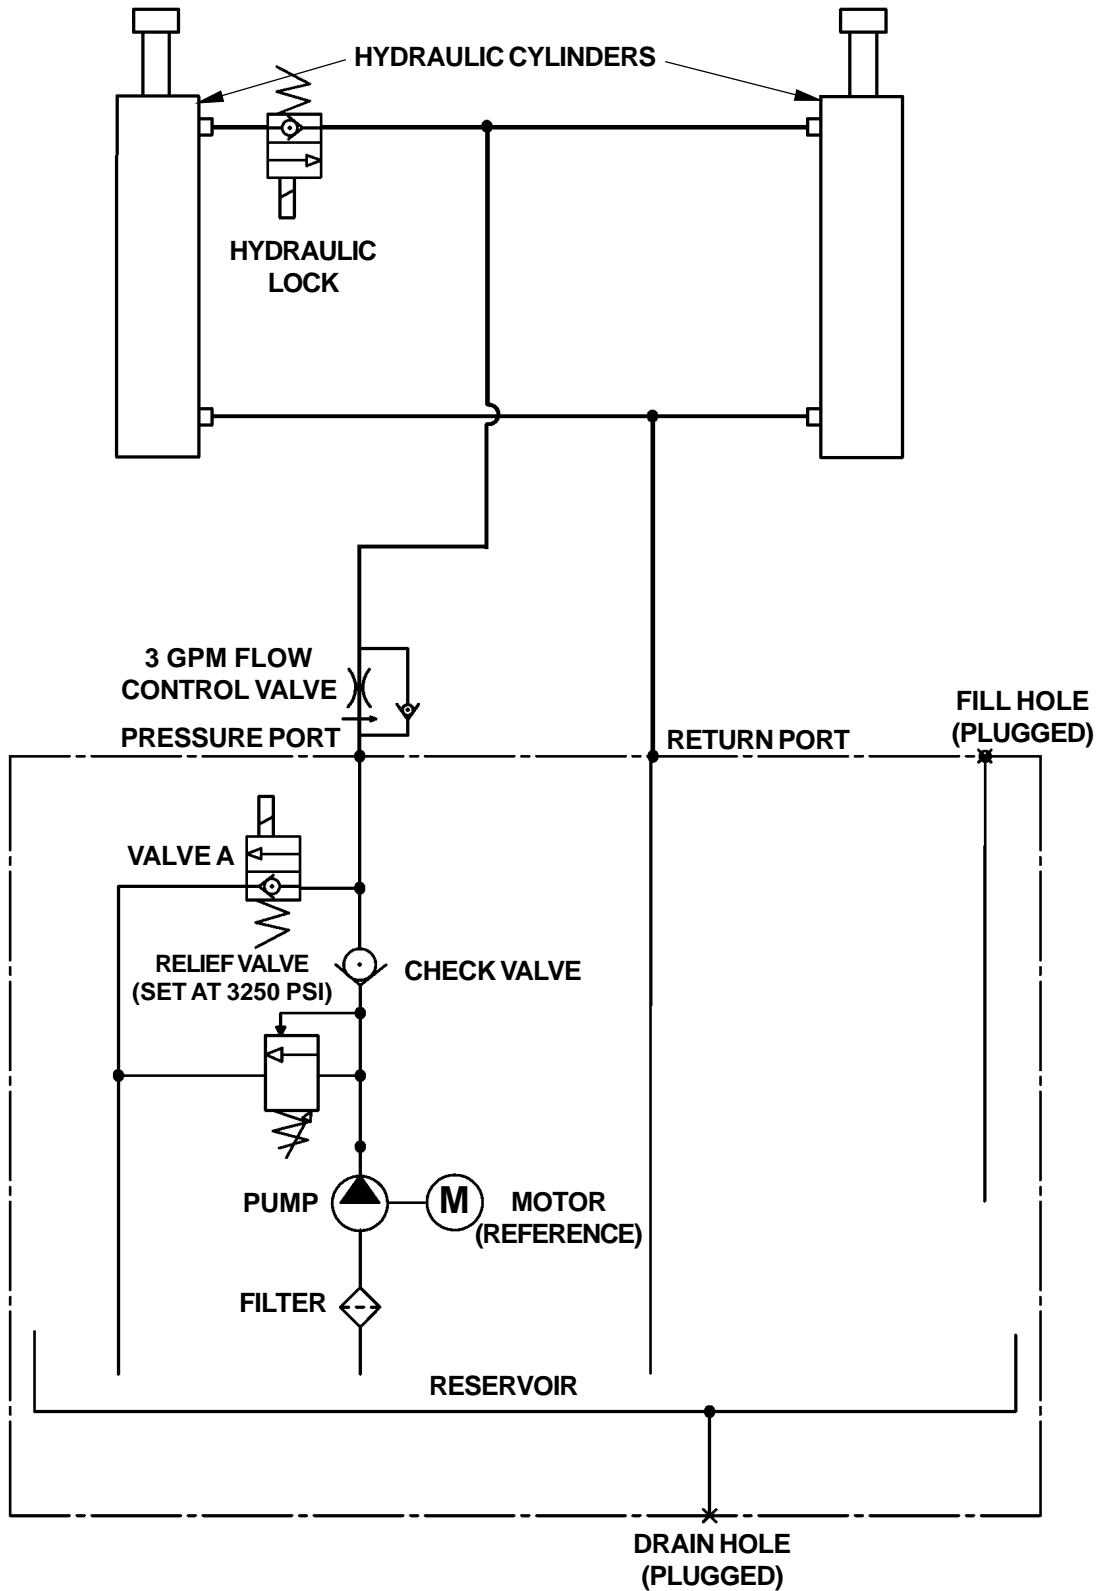 HYDRAULIC CYLINDERS
HYDRAULIC
LOCK
3 GPM FLOW
CONTROL VALVE
PRESSURE PORT
RETURN PORT
FILL HOLE
(PLUGGED)
VALVE A
RELIEF VALVE
(SET AT 3250 PSI)
CHECK VALVE
PUMP
M
MOTOR
(REFERENCE)
FILTER
RESERVOIR
DRAIN HOLE
(PLUGGED)